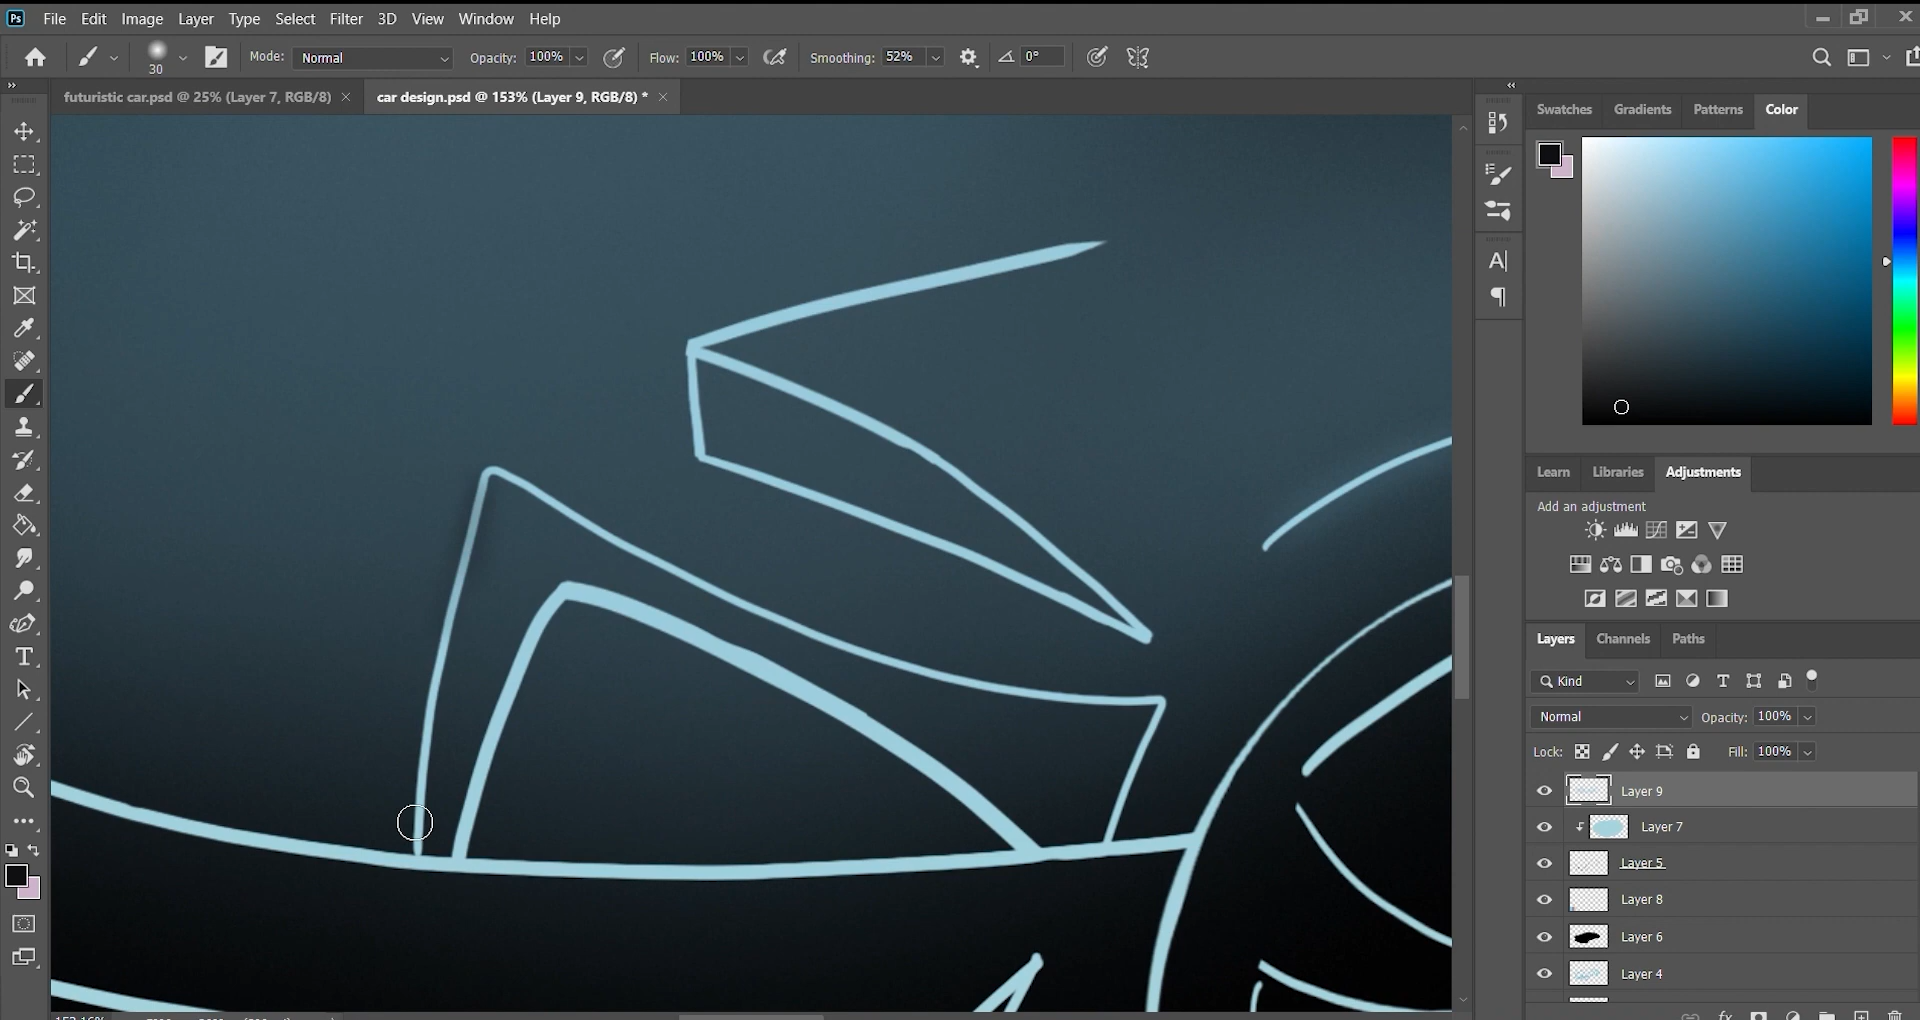 Ps File Edit Image Layer Type Select Filter 3D View Window Help
30 Mode: Normal Opacity: 100% Flow: 100% Smoothing: 52% 0°
futuristic car.psd @ 25% (Layer 7, RGB/8) × car design.psd @ 153% (Layer 9, RGB/8) * ×
Swatches Gradients Patterns Color
Learn Libraries Adjustments
Add an adjustment
Layers Channels Paths
Kind
Normal Opacity: 100%
Lock: Fill: 100%
Layer 9
Layer 7
Layer 5
Layer 8
Layer 6
Layer 4